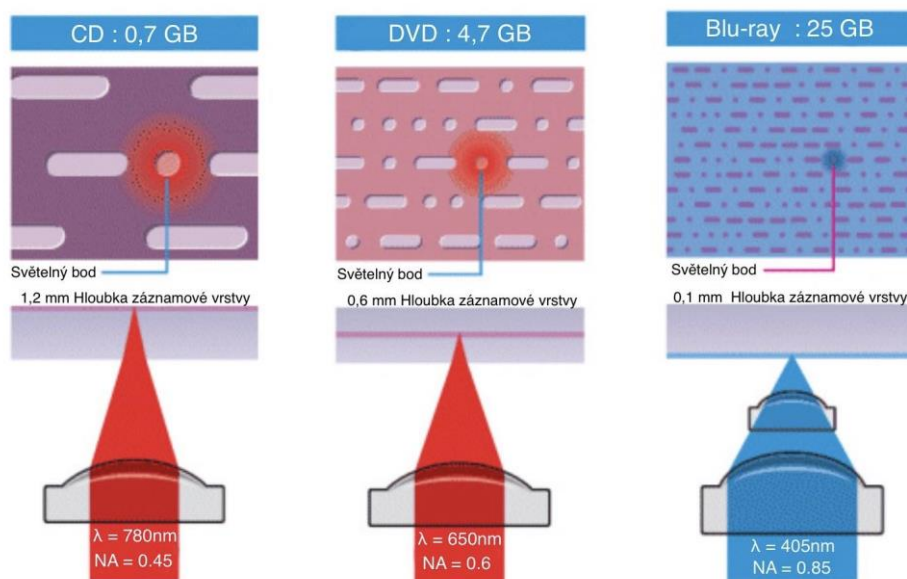 CD : 0,7 GB
DVD : 4,7 GB
Blu-ray : 25 GB
Světelný bod
Světelný bod
Světelný bod
1,2 mm Hloubka záznamové vrstvy
0,6 mm Hloubka záznamové vrstvy
0,1 mm Hloubka záznamové vrstvy
λ = 780nm
NA = 0.45
λ = 650nm
NA = 0.6
λ = 405nm
NA = 0.85